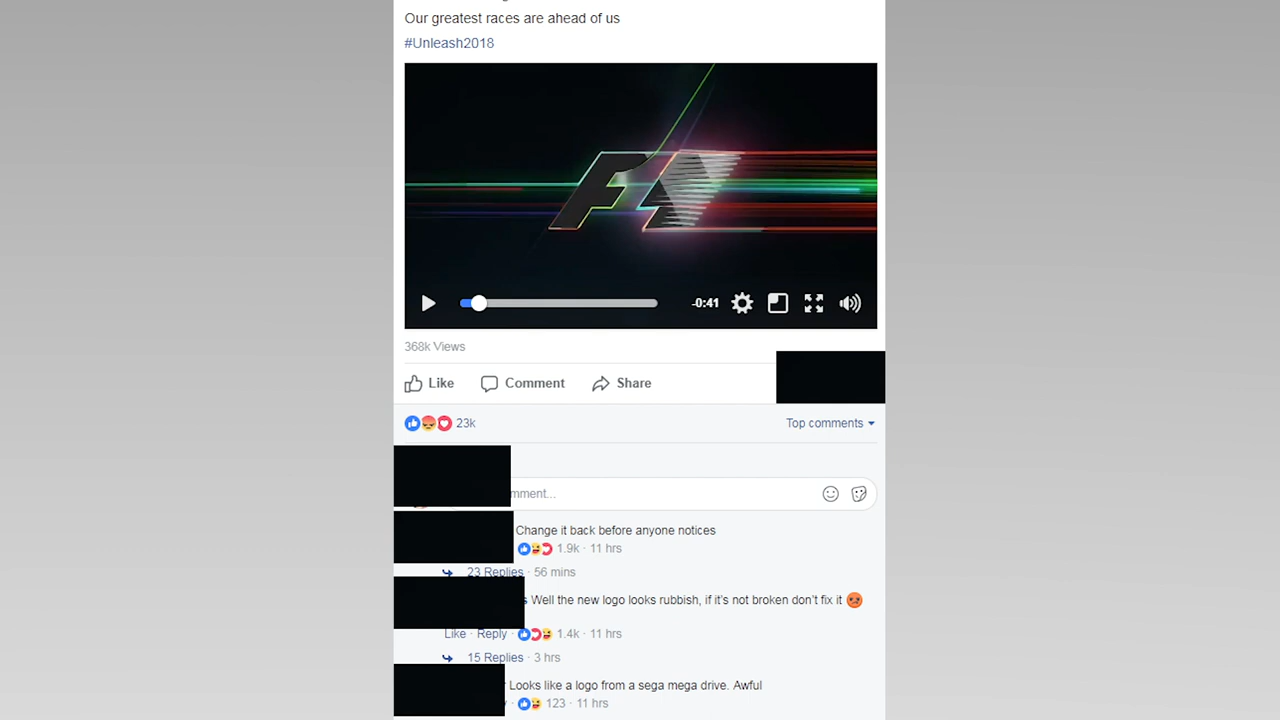 Our greatest races are ahead of us
#Unleash2018
F1
-0:41
368k Views
Like Comment Share
23k Top comments
mment...
Change it back before anyone notices
1.9k · 11 hrs
23 Replies · 56 mins
Well the new logo looks rubbish, if it's not broken don't fix it
Like · Reply · 1.4k · 11 hrs
15 Replies · 3 hrs
Looks like a logo from a sega mega drive. Awful
123 · 11 hrs